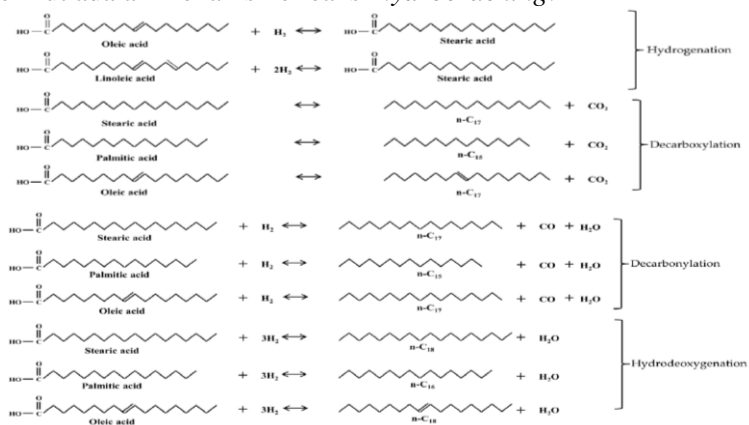 HO— C O + H₂ ⟷ HO— C O
Oleic acid Stearic acid
HO— C O + 2H₂ ⟷ HO— C O
Linoleic acid Stearic acid
Hydrogenation
HO— C O ⟷ + CO₂
Stearic acid n-C₁₇
HO— C O ⟷ + CO₂
Palmitic acid n-C₁₅
HO— C O ⟷ + CO₂
Oleic acid n-C₁₇
Decarboxylation
HO— C O + H₂ ⟷ + CO + H₂O
Stearic acid n-C₁₇
HO— C O + H₂ ⟷ + CO + H₂O
Palmitic acid n-C₁₅
HO— C O + H₂ ⟷ + CO + H₂O
Oleic acid n-C₁₇
Decarbonylation
HO— C O + 3H₂ ⟷ + H₂O
Stearic acid n-C₁₈
HO— C O + 3H₂ ⟷ + H₂O
Palmitic acid n-C₁₆
HO— C O + 3H₂ ⟷ + H₂O
Oleic acid n-C₁₈
Hydrodeoxygenation